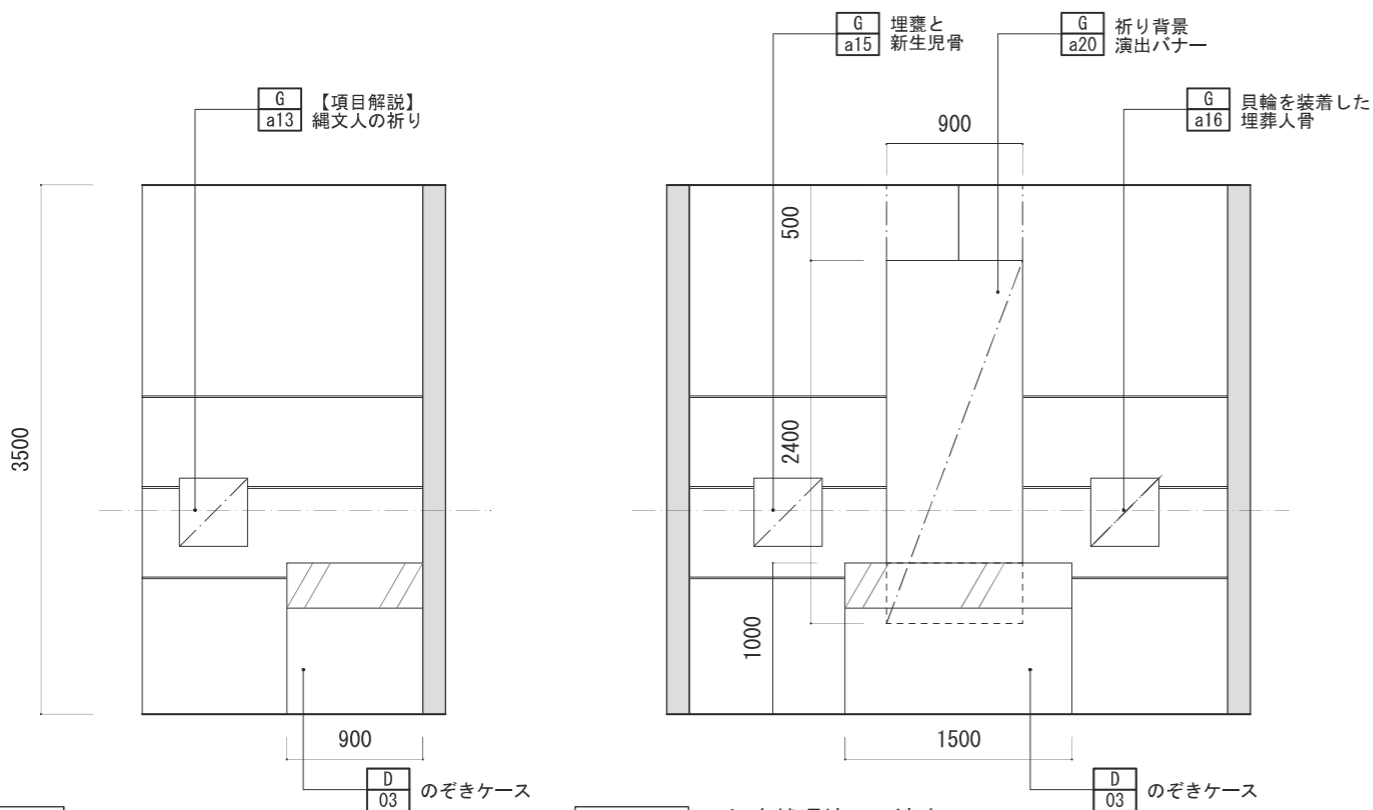 G
a15
埋甕と
新生児骨
G
a20
祈り背景
演出バナー
G
a13
【項目解説】
縄文人の祈り
G
a16
貝輪を装着した
埋葬人骨
900
500
3500
2400
1000
900
1500
D
03
のぞきケース
D
03
のぞきケース